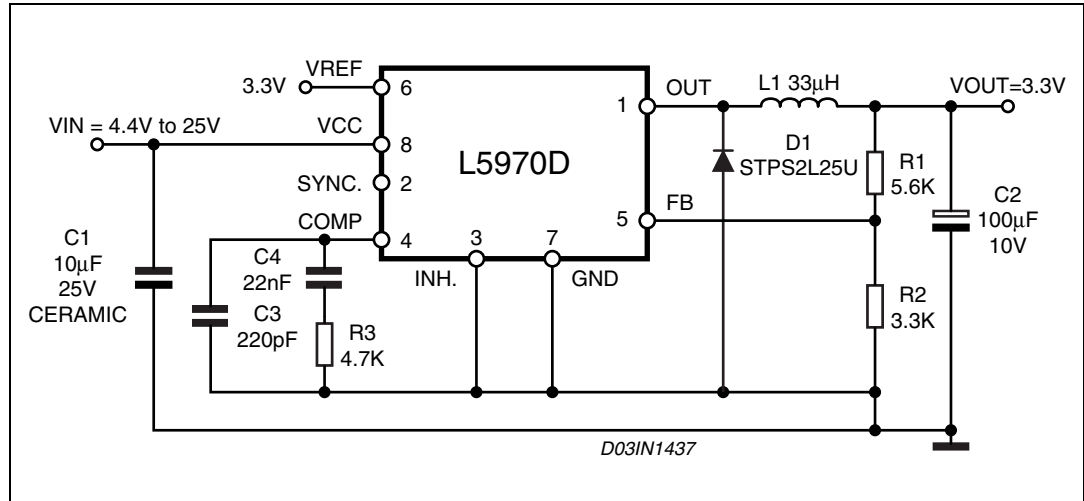 VREF
3.3V
6
VIN = 4.4V to 25V
VCC
8
SYNC.
2
COMP
4
L5970D
3
7
INH.
GND
1
OUT
L1 33µH
VOUT=3.3V
D1
STPS2L25U
R1
5.6K
5
FB
C2
100µF
10V
R2
3.3K
C1
10µF
25V
CERAMIC
C4
22nF
C3
220pF
R3
4.7K
D03IN1437